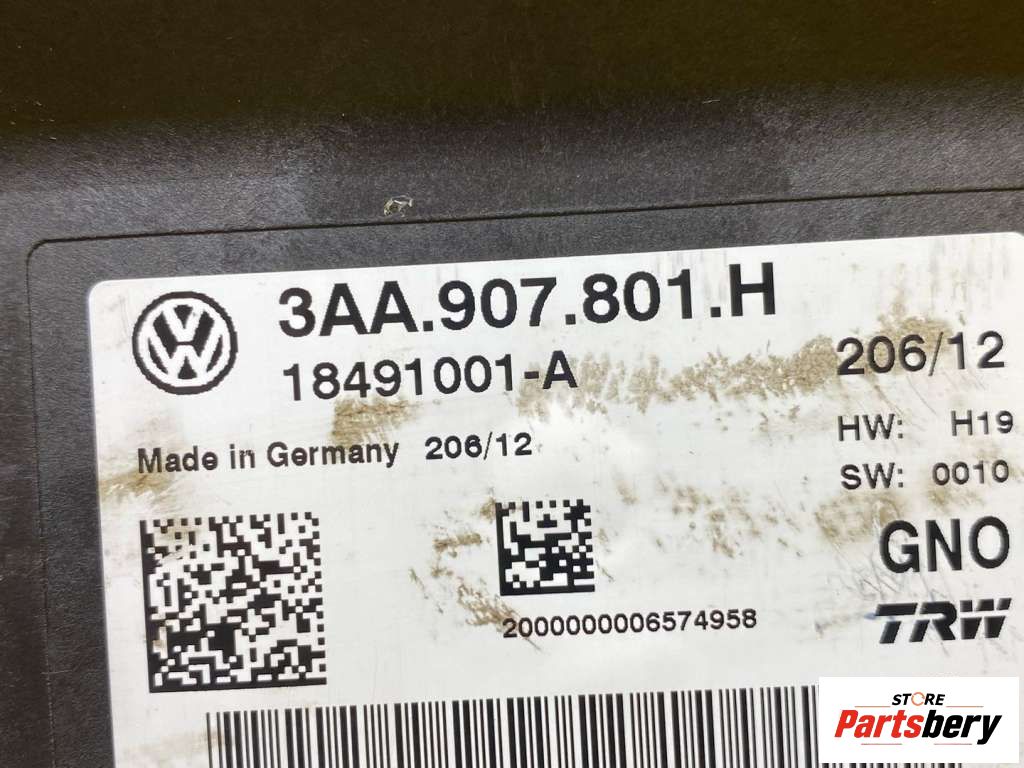 3AA.907.801.H
18491001-A
206/12
Made in Germany 206/12
HW: H19
SW: 0010
GNO
2000000006574958
TRW
STORE
Partsbery